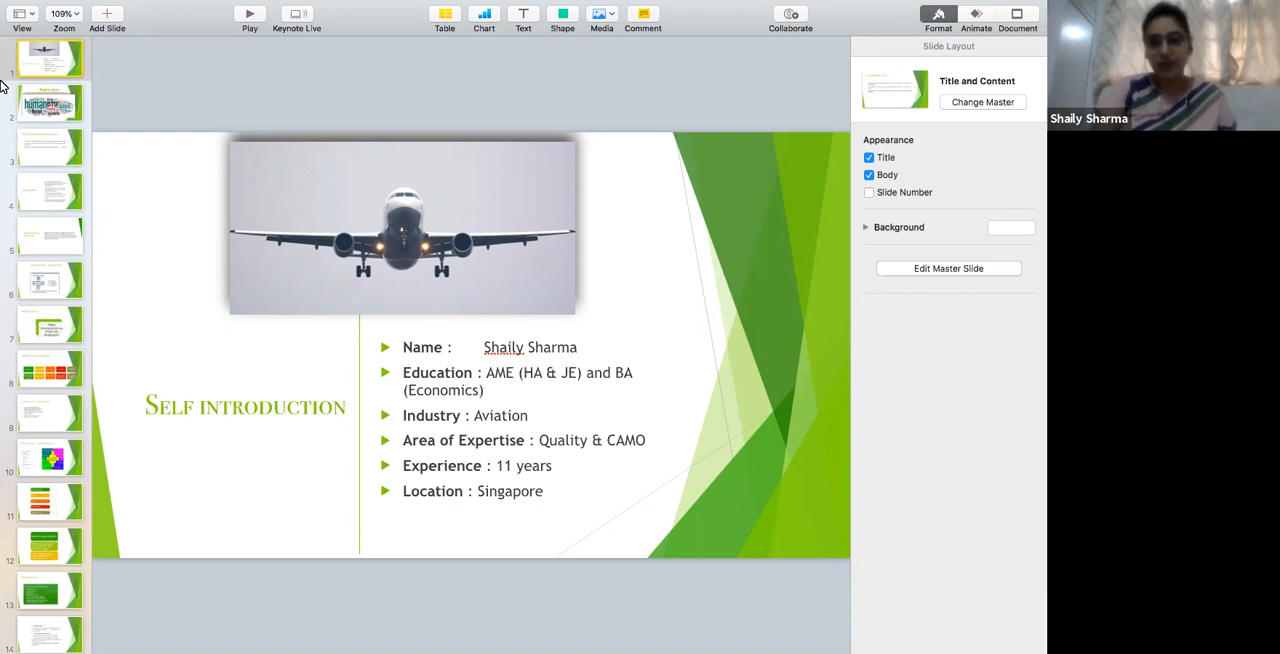 109%
View
Zoom
Add Slide
Play
Keynote Live
Table
Chart
Text
Shape
Media
Comment
Collaborate
Format
Animate
Document
Slide Layout
Title and Content
Change Master
Appearance
Title
Body
Slide Number
Background
Edit Master Slide
Shaily Sharma
Name : Shaily Sharma
Education : AME (HA & JE) and BA
(Economics)
Self introduction
Industry : Aviation
Area of Expertise : Quality & CAMO
Experience : 11 years
Location : Singapore
1
2
human
3
4
5
6
7
8
9
10
11
12
13
14